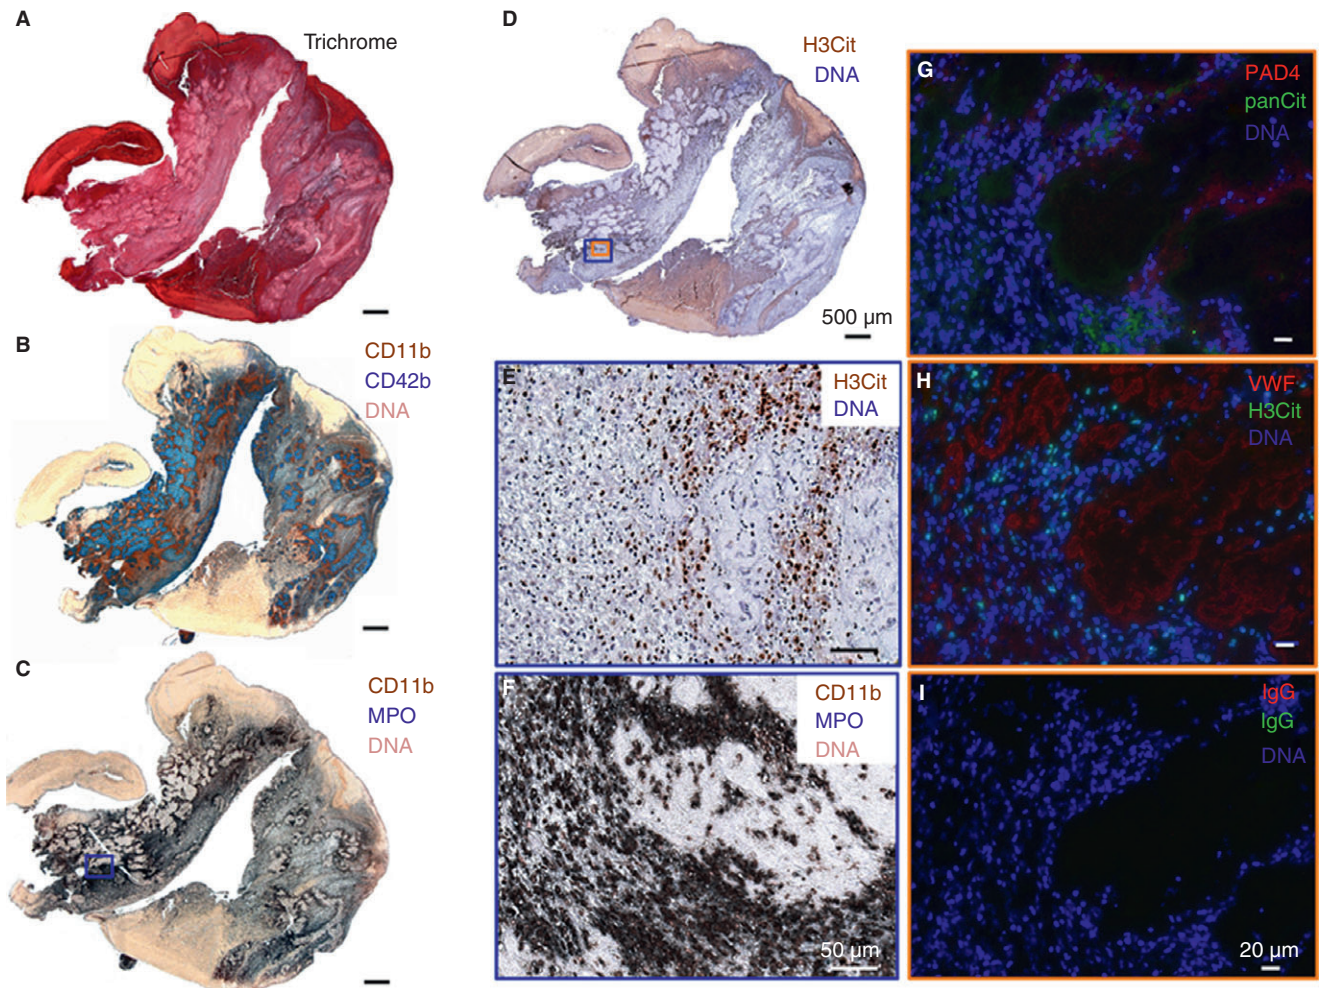 A
Trichrome
B
CD11b
CD42b
DNA
C
CD11b
MPO
DNA
D
H3Cit
DNA
500 µm
E
H3Cit
DNA
F
CD11b
MPO
DNA
50 µm
G
PAD4
panCit
DNA
H
VWF
H3Cit
DNA
I
IgG
IgG
DNA
20 µm